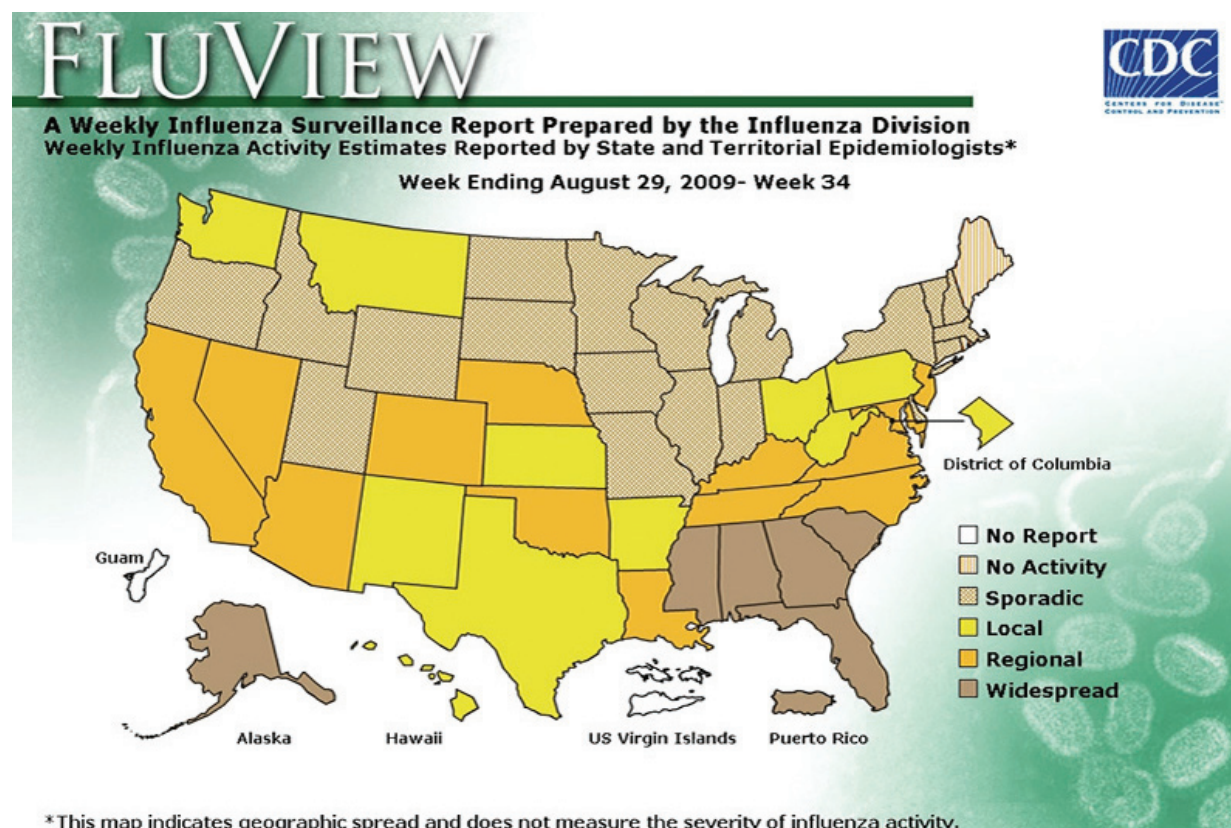 FLUVIEW
CDC
CENTERS FOR DISEASE
CONTROL AND PREVENTION
A Weekly Influenza Surveillance Report Prepared by the Influenza Division
Weekly Influenza Activity Estimates Reported by State and Territorial Epidemiologists*
Week Ending August 29, 2009- Week 34
District of Columbia
No Report
Guam
No Activity
Sporadic
Local
Regional
Widespread
Alaska
Hawaii
US Virgin Islands
Puerto Rico
*This map indicates geographic spread and does not measure the severity of influenza activity.